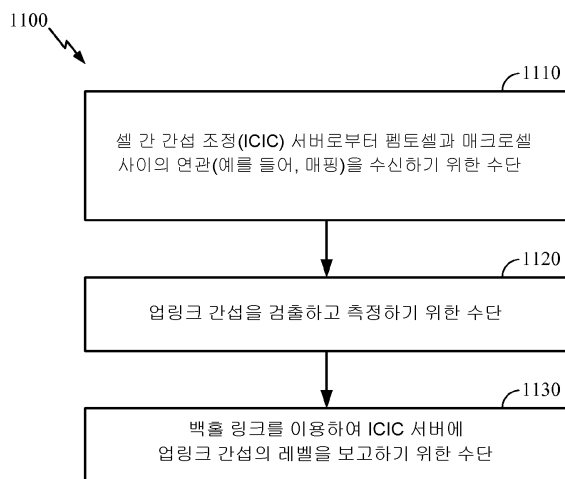 1100
1110
셀 간 간섭 조정(ICIC) 서버로부터 펨토셀과 매크로셀
사이의 연관(예를 들어, 매핑)을 수신하기 위한 수단
1120
업링크 간섭을 검출하고 측정하기 위한 수단
1130
백홀 링크를 이용하여 ICIC 서버에
업링크 간섭의 레벨을 보고하기 위한 수단